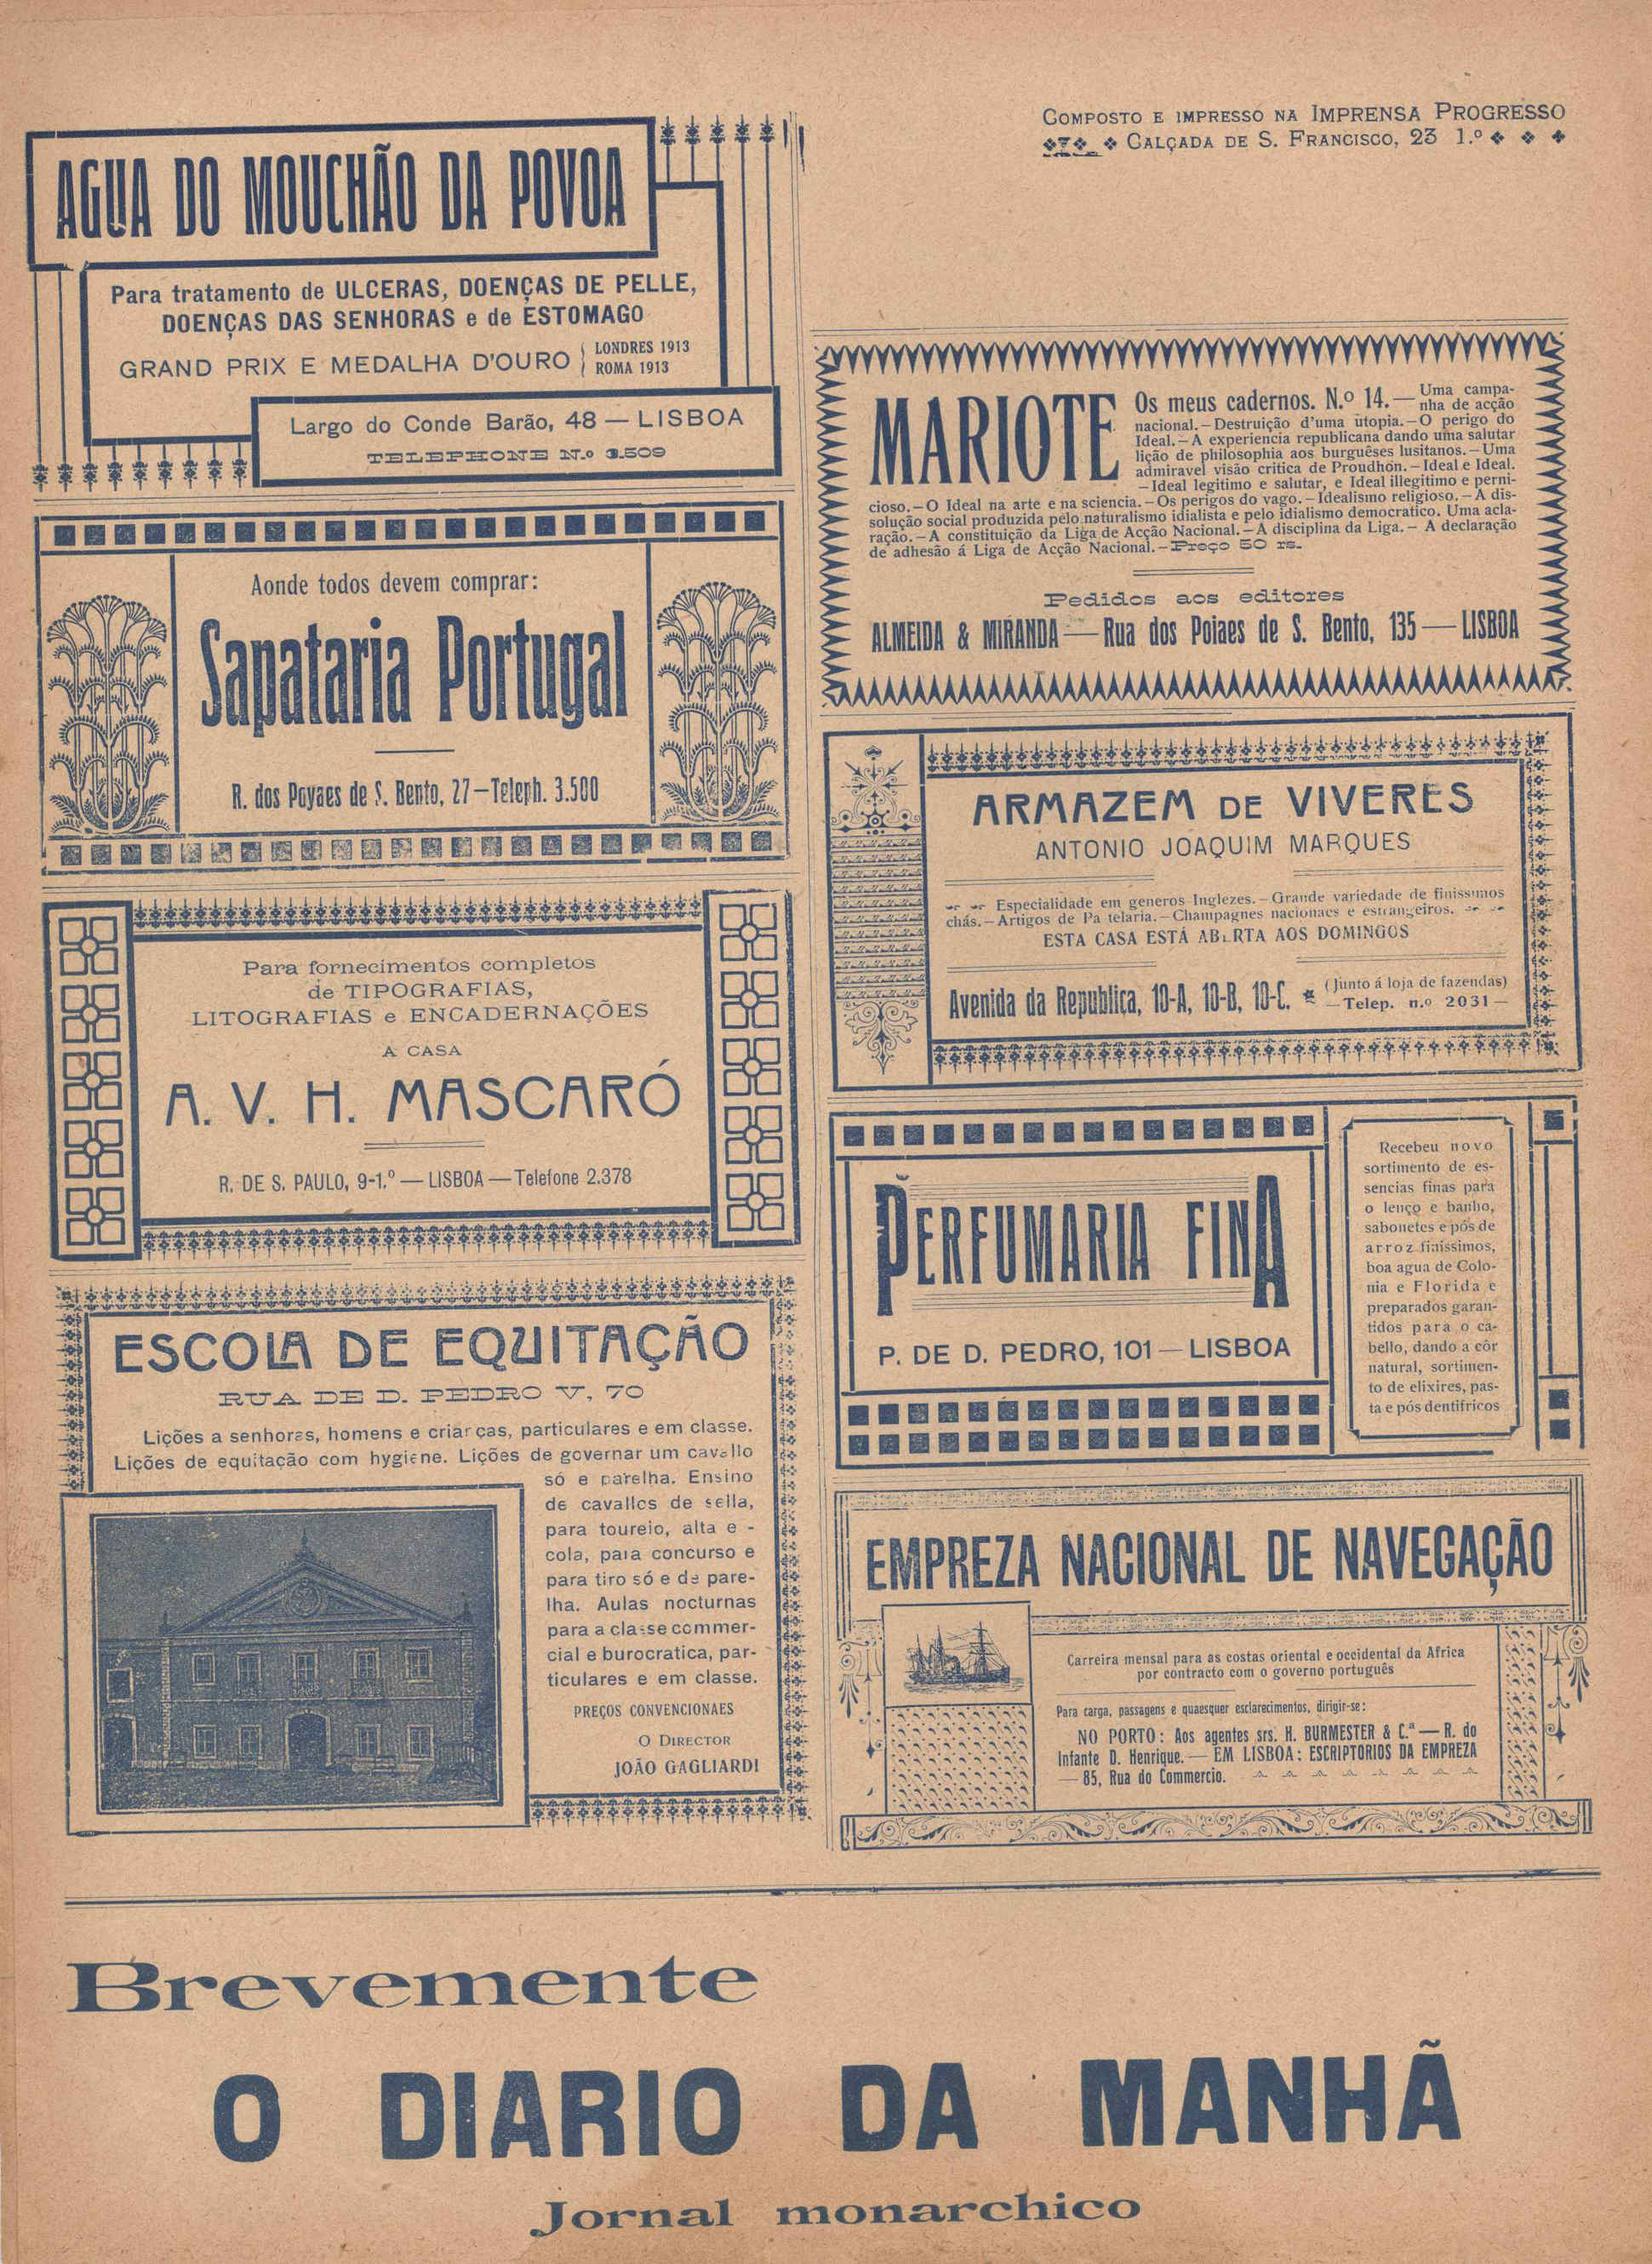 COMPOSTO E IMPRESSO NA IMPRENSA PROGRESSO
CALÇADA DE S. FRANCISCO, 23 1.º
AGUA DO MOUCHÃO DA POVOA
Para tratamento de ULCERAS, DOENÇAS DE PELLE,
DOENÇAS DAS SENHORAS e de ESTOMAGO
GRAND PRIX E MEDALHA D'OURO { LONDRES 1913
ROMA 1913
Largo do Conde Barão, 48 — LISBOA
TELEPHONE N.º 3.509
Aonde todos devem comprar:
Sapataria Portugal
R. dos Poyaes de S. Bento, 27—Teleph. 3.500
Para fornecimentos completos
de TIPOGRAFIAS,
LITOGRAFIAS e ENCADERNAÇÕES
A CASA
A. V. H. MASCARÓ
R. DE S. PAULO, 9-1.º — LISBOA — Telefone 2.378
ESCOLA DE EQUITAÇÃO
RUA DE D. PEDRO V, 70
Lições a senhoras, homens e crianças, particulares e em classe.
Lições de equitação com hygiene. Lições de governar um cavallo
só e parelha. Ensino
de cavallos de sella,
para toureio, alta e -
cola, para concurso e
para tiro só e de pare-
lha. Aulas nocturnas
para a classe commer-
cial e burocratica, par-
ticulares e em classe.
PREÇOS CONVENCIONAES
O DIRECTOR
JOÃO GAGLIARDI
MARIOTE
Os meus cadernos. N.º 14.— Uma campa-
nha de acção
nacional.—Destruição d'uma utopia.—O perigo do
Ideal.—A experiencia republicana dando uma salutar
lição de philosophia aos burguêses lusitanos.—Uma
admiravel visão critica de Proudhon.—Ideal e Ideal.
—Ideal legitimo e salutar, e Ideal illegitimo e perni-
cioso.—O Ideal na arte e na sciencia.—Os perigos do vago.—Idealismo religioso.—A dis-
solução social produzida pelo naturalismo idialista e pelo idialismo democratico. Uma acla-
ração.—A constituição da Liga de Acção Nacional.—A disciplina da Liga.— A declaração
de adhesão á Liga de Acção Nacional.—Preço 50 rs.
Pedidos aos editores
ALMEIDA & MIRANDA — Rua dos Poiaes de S. Bento, 135 — LISBOA
ARMAZEM DE VIVERES
ANTONIO JOAQUIM MARQUES
Especialidade em generos Inglezes.—Grande variedade de finissimos
chás.—Artigos de Pa telaria.—Champagnes nacionaes e estrangeiros.
ESTA CASA ESTÁ ABERTA AOS DOMINGOS
Avenida da Republica, 10-A, 10-B, 10-C. (Junto á loja de fazendas)
—Telep. n.º 2031—
PERFUMARIA FINA
P. DE D. PEDRO, 101 — LISBOA
Recebeu novo
sortimento de es-
sencias finas para
o lenço e banho,
sabonetes e pós de
arroz finissimos,
boa agua de Colo-
nia e Florida e
preparados garan-
tidos para o ca-
bello, dando a côr
natural, sortimen-
to de elixires, pas-
ta e pós dentifricos
EMPREZA NACIONAL DE NAVEGAÇÃO
Carreira mensal para as costas oriental e occidental da Africa
por contracto com o governo português
Para carga, passagens e quaesquer esclarecimentos, dirigir-se:
NO PORTO: Aos agentes srs. H. BURMESTER & C.ª — R. do
Infante D. Henrique.— EM LISBOA: ESCRIPTORIOS DA EMPREZA
— 85, Rua do Commercio.
Brevemente
O DIARIO DA MANHÃ
Jornal monarchico